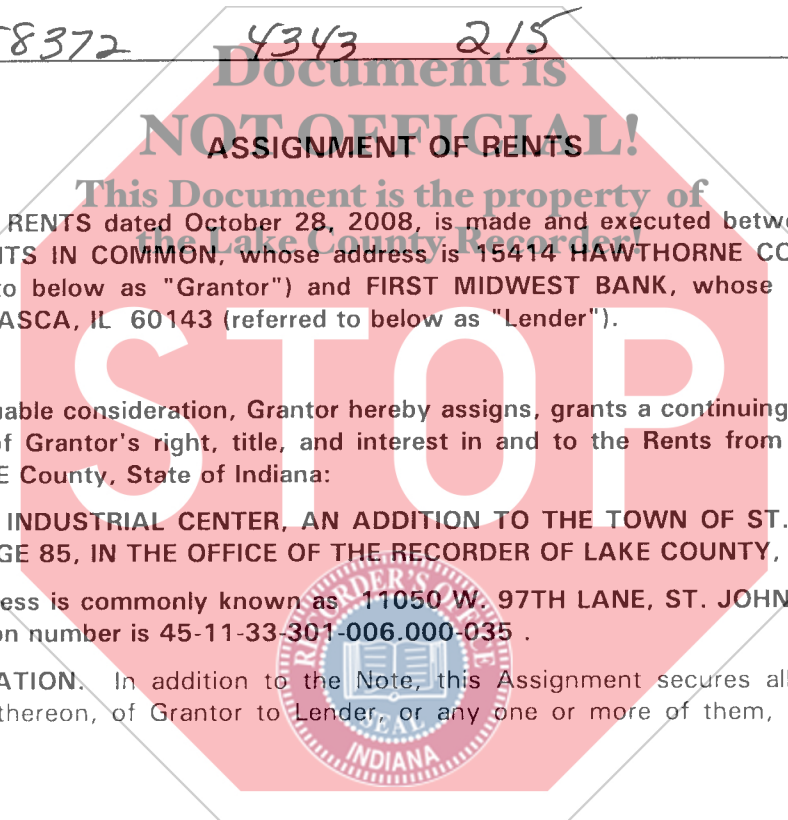 58372 4343 215
Document is
NOT OFFICIAL!
ASSIGNMENT OF RENTS
This Document is the property of
the Lake County Recorder!
RENTS dated October 28, 2008, is made and executed betw
TS IN COMMON, whose address is 15414 HAWTHORNE CO
to below as "Grantor") and FIRST MIDWEST BANK, whose
ASCA, IL 60143 (referred to below as "Lender").
STOP
uable consideration, Grantor hereby assigns, grants a continuing
of Grantor's right, title, and interest in and to the Rents from
E County, State of Indiana:
INDUSTRIAL CENTER, AN ADDITION TO THE TOWN OF ST.
GE 85, IN THE OFFICE OF THE RECORDER OF LAKE COUNTY,
ess is commonly known as 11050 W. 97TH LANE, ST. JOHN
on number is 45-11-33-301-006.000-035 .
ATION. In addition to the Note, this Assignment secures al
thereon, of Grantor to Lender, or any one or more of them,
RECORDER'S OFFICE
SEAL
INDIANA